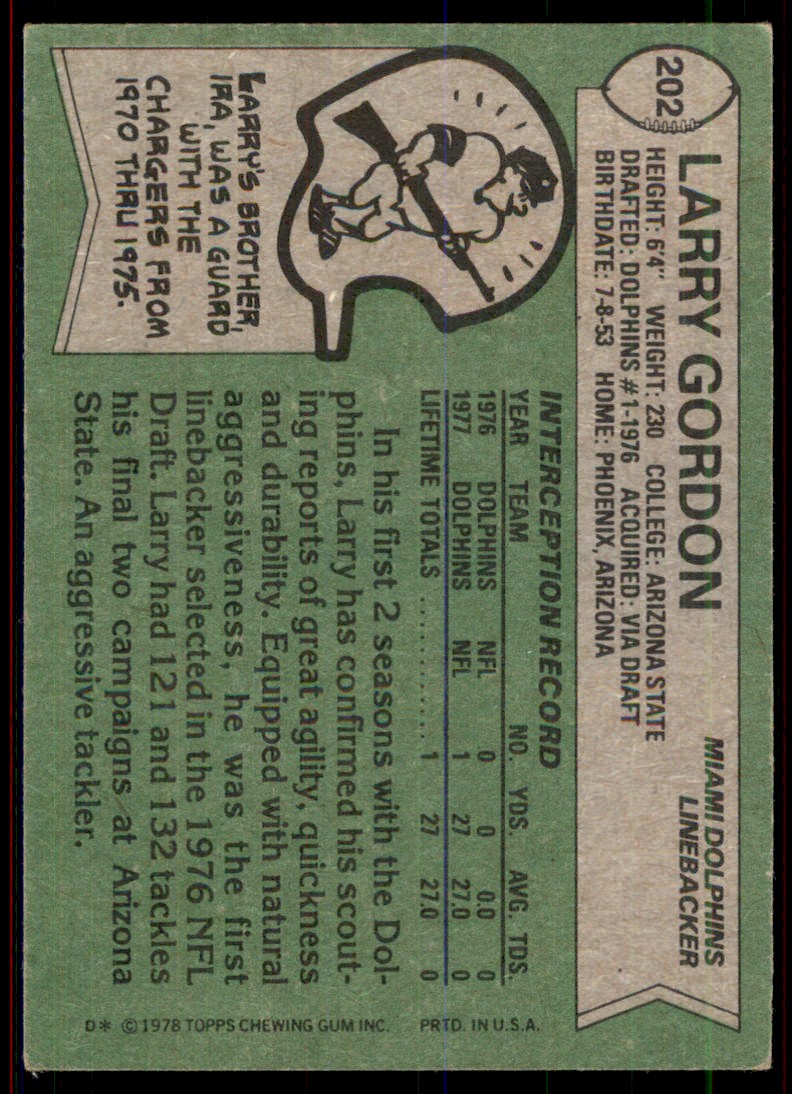 202
LARRY GORDON
MIAMI DOLPHINS
LINEBACKER
HEIGHT: 6'4" WEIGHT: 230 COLLEGE: ARIZONA STATE
DRAFTED: DOLPHINS #1-1976 ACQUIRED: VIA DRAFT
BIRTHDATE: 7-8-53 HOME: PHOENIX, ARIZONA
LARRY'S BROTHER,
IRA, WAS A GUARD
WITH THE
CHARGERS FROM
1970 THRU 1975.
INTERCEPTION RECORD
YEAR TEAM NO. YDS. AVG. TDS.
1976 DOLPHINS NFL 0 0 0.0 0
1977 DOLPHINS NFL 1 27 27.0 0
LIFETIME TOTALS ............... 1 27 27.0 0
In his first 2 seasons with the Dol-
phins, Larry has confirmed his scout-
ing reports of great agility, quickness
and durability. Equipped with natural
aggressiveness, he was the first
linebacker selected in the 1976 NFL
Draft. Larry had 121 and 132 tackles
his final two campaigns at Arizona
State. An aggressive tackler.
D* ©1978 TOPPS CHEWING GUM INC. PRTD. IN U.S.A.